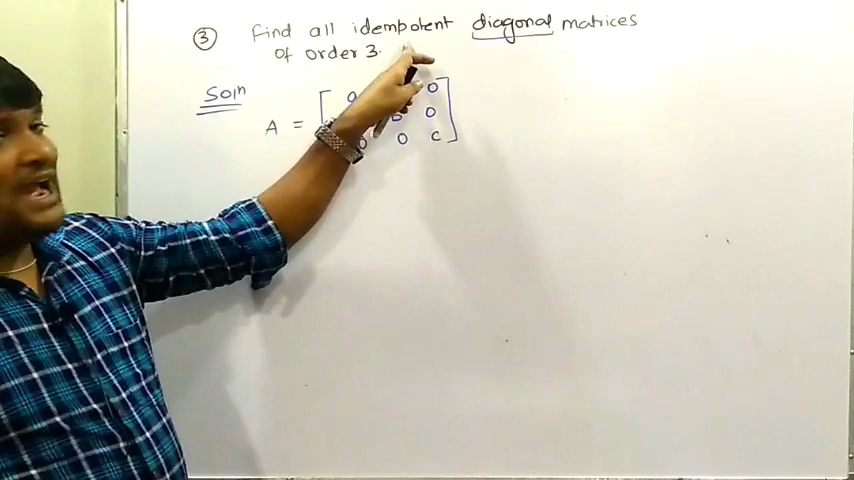 ③ Find all idempotent diagonal matrices
of order 3.
Soln
a 0
A = b 0
0 0 c